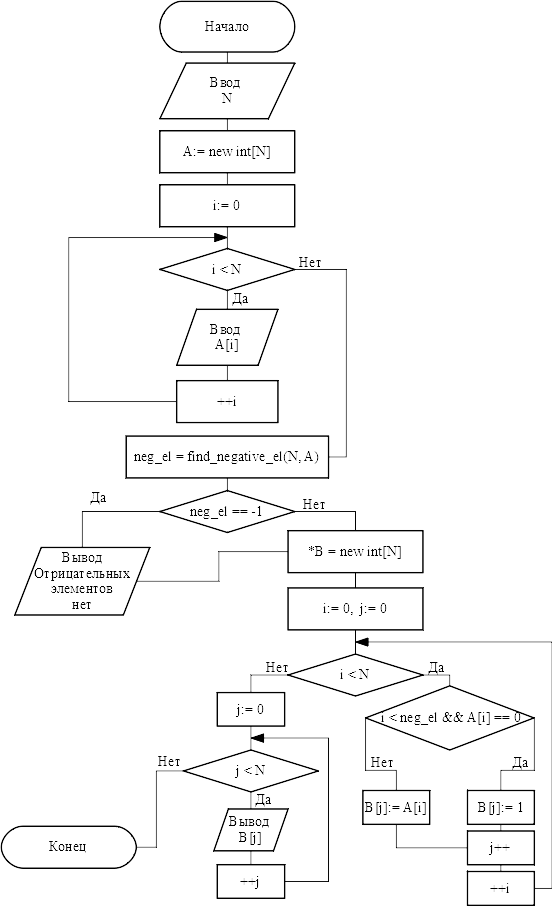 Начало
Ввод
N
A:= new int[N]
i:= 0
i < N
Нет
Да
Ввод
A[i]
++i
neg_el = find_negative_el(N, A)
Да
neg_el == -1
Нет
Вывод
Отрицательных
элементов
нет
*B = new int[N]
i:= 0, j:= 0
Нет
i < N
Да
j:= 0
i < neg_el && A[i] == 0
Нет
j < N
Нет
Да
Да
B[j]:= A[i]
B[j]:= 1
Вывод
B[j]
Конец
j++
++j
++i